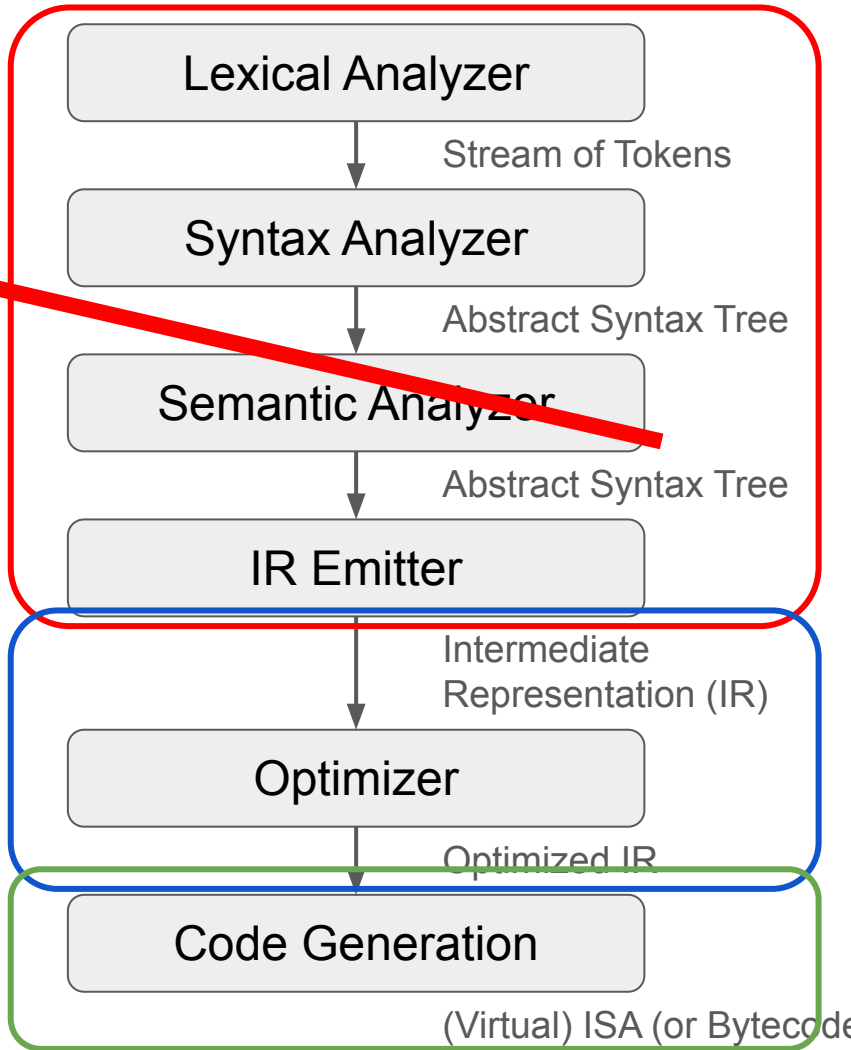 Lexical Analyzer
Stream of Tokens
Syntax Analyzer
Abstract Syntax Tree
Semantic Analyzer
Abstract Syntax Tree
IR Emitter
Intermediate
Representation (IR)
Optimizer
Optimized IR
Code Generation
(Virtual) ISA (or Bytecode